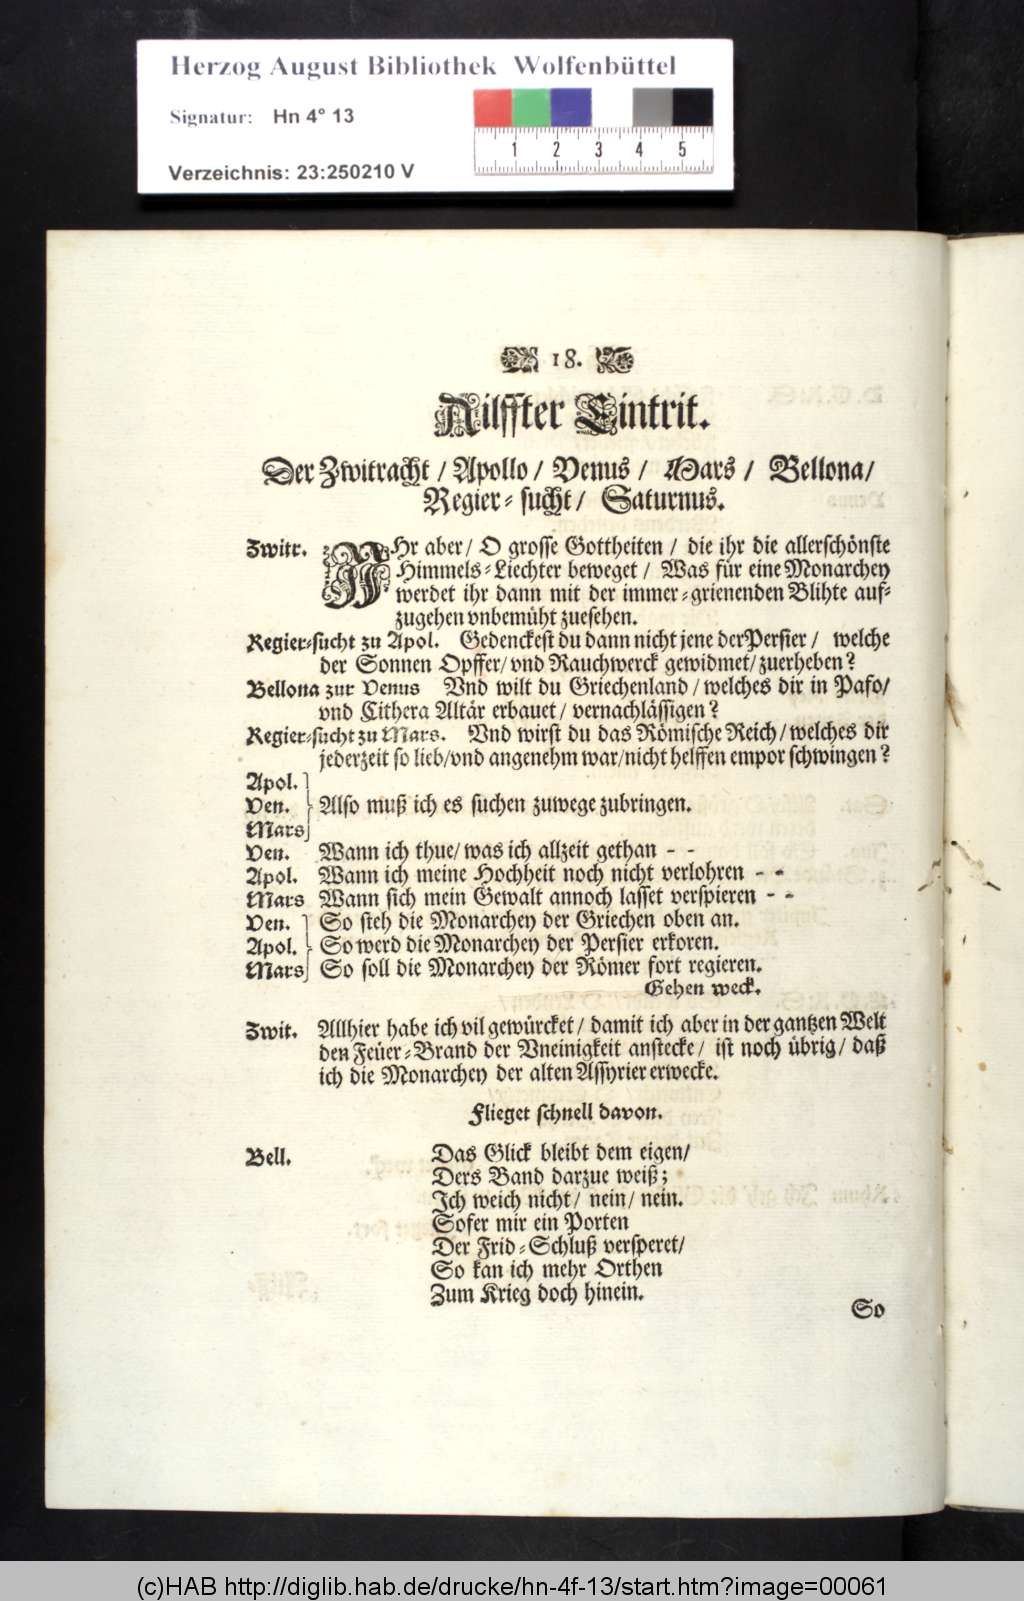 Herzog August Bibliothek Wolfenbüttel
Signatur: Hn 4° 13
Verzeichnis: 23:250210 V
1 2 3 4 5
18.
Ailffter Eintrit.
Der Zwitracht / Apollo / Venus / Mars / Bellona /
Regier-sucht / Saturnus.
Zwitr. IHr aber / O grosse Gottheiten / die ihr die allerschönste
Himmels-Liechter beweget / Was für eine Monarchey
werdet ihr dann mit der immer-grienenden Blihte auf-
zugehen vnbemüht zuesehen.
Regier-sucht zu Apol. Gedenckest du dann nicht jene der Persier / welche
der Sonnen Opffer / vnd Rauchwerck gewidmet / zuerheben?
Bellona zur Venus Vnd wilt du Griechenland / welches dir in Pafo /
vnd Cithera Altär erbauet / vernachlässigen?
Regier-sucht zu Mars. Vnd wirst du das Römische Reich / welches dir
jederzeit so lieb / vnd angenehm war / nicht helffen empor schwingen?
Apol.
Ven. Also muß ich es suchen zuwege zubringen.
Mars
Ven. Wann ich thue / was ich allzeit gethan - -
Apol. Wann ich meine Hochheit noch nicht verlohren - -
Mars Wann sich mein Gewalt annoch lasset verspieren - -
Ven. So steh die Monarchey der Griechen oben an.
Apol. So werd die Monarchey der Persier erkoren.
Mars So soll die Monarchey der Römer fort regieren.
Gehen weck.
Zwit. Allhier habe ich vil gewürcket / damit ich aber in der gantzen Welt
den Feüer-Brand der Vneinigkeit anstecke / ist noch übrig / daß
ich die Monarchey der alten Assyrier erwecke.
Flieget schnell davon.
Bell. Das Glick bleibt dem eigen /
Ders Band darzue weiß;
Ich weich nicht / nein / nein.
Sofer mir ein Porten
Der Frid-Schluß versperet /
So kan ich mehr Orthen
Zum Krieg doch hinein.
So
(c)HAB http://diglib.hab.de/drucke/hn-4f-13/start.htm?image=00061